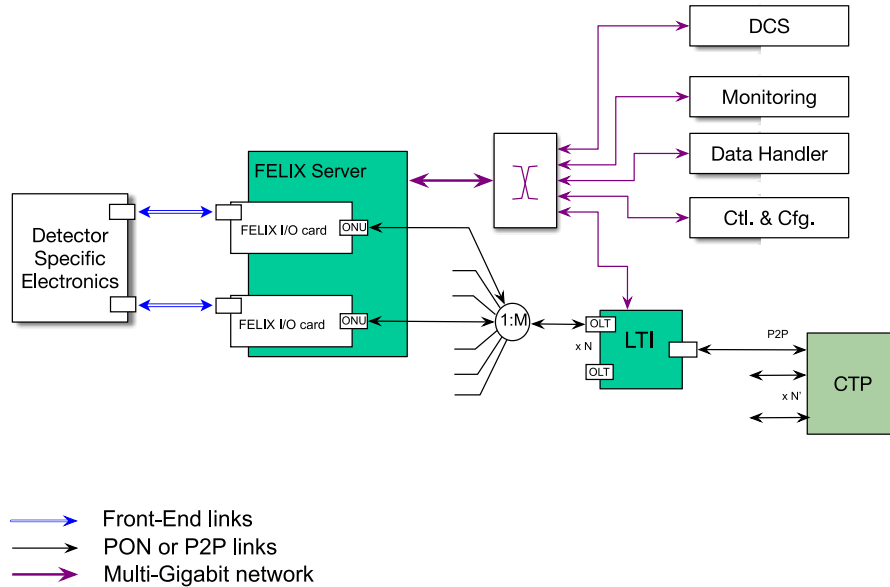 DCS
Monitoring
Data Handler
Ctl. & Cfg.
FELIX Server
FELIX I/O card
ONU
FELIX I/O card
ONU
Detector
Specific
Electronics
1:M
OLT
x N
OLT
LTI
P2P
x N'
CTP
Front-End links
PON or P2P links
Multi-Gigabit network